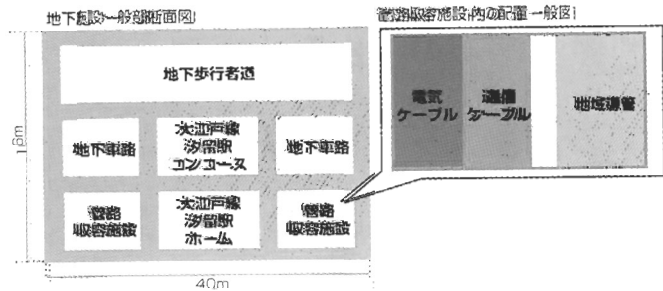 地下施設一般部断面図
管路収容施設内の配置一般図
地下歩行者道
電気
ケーブル
通信
ケーブル
地域導管
16m
地下車路
大江戸線
汐留駅
コンコース
地下車路
管路
収容施設
大江戸線
汐留駅
ホーム
管路
収容施設
40m